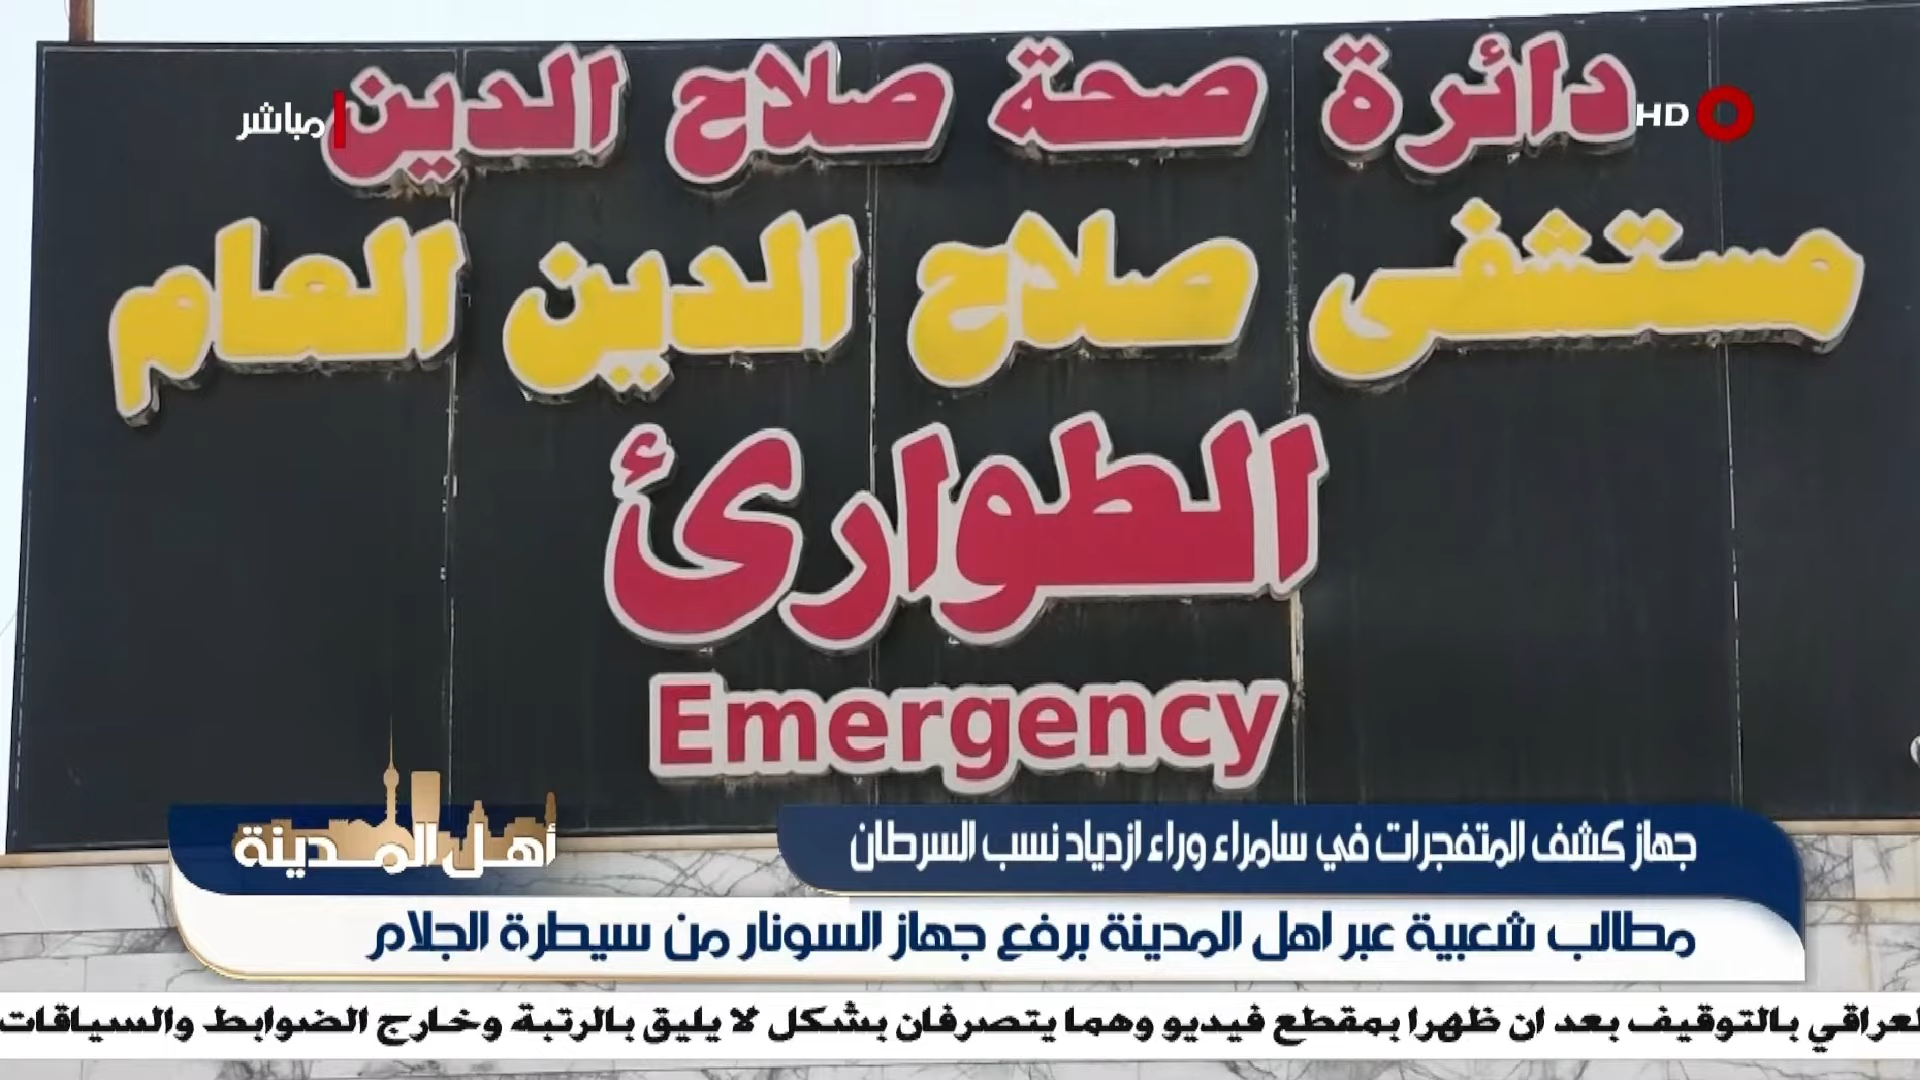 دائرة صحة صلاح الدين
HD
مباشر
مستشفى صلاح الدين العام
الطوارئ
Emergency
جهاز كشف المتفجرات في سامراء وراء ازدياد نسب السرطان
أهل المدينة
مطالب شعبية عبر اهل المدينة برفع جهاز السونار من سيطرة الجلام
لعراقي بالتوقيف بعد ان ظهرا بمقطع فيديو وهما يتصرفان بشكل لا يليق بالرتبة وخارج الضوابط والسياقات